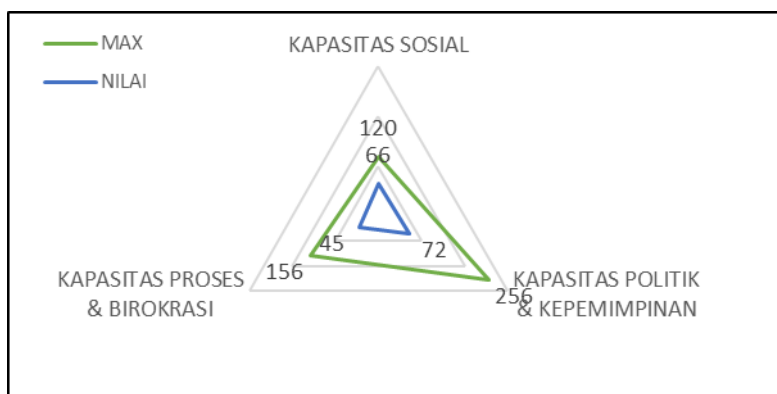 MAX
NILAI
KAPASITAS SOSIAL
120
66
45
72
156
256
KAPASITAS PROSES
& BIROKRASI
KAPASITAS POLITIK
& KEPEMIMPINAN